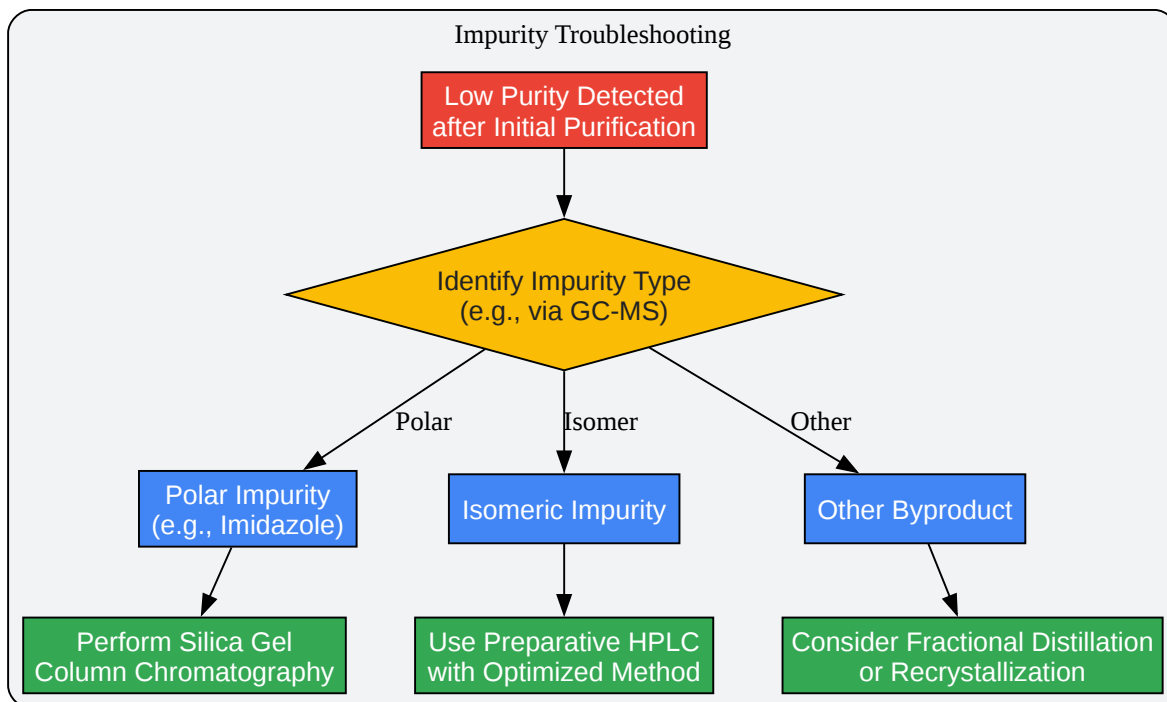 Impurity Troubleshooting
Low Purity Detected
after Initial Purification
Identify Impurity Type
(e.g., via GC-MS)
Polar
Isomer
Other
Polar Impurity
(e.g., Imidazole)
Isomeric Impurity
Other Byproduct
Perform Silica Gel
Column Chromatography
Use Preparative HPLC
with Optimized Method
Consider Fractional Distillation
or Recrystallization